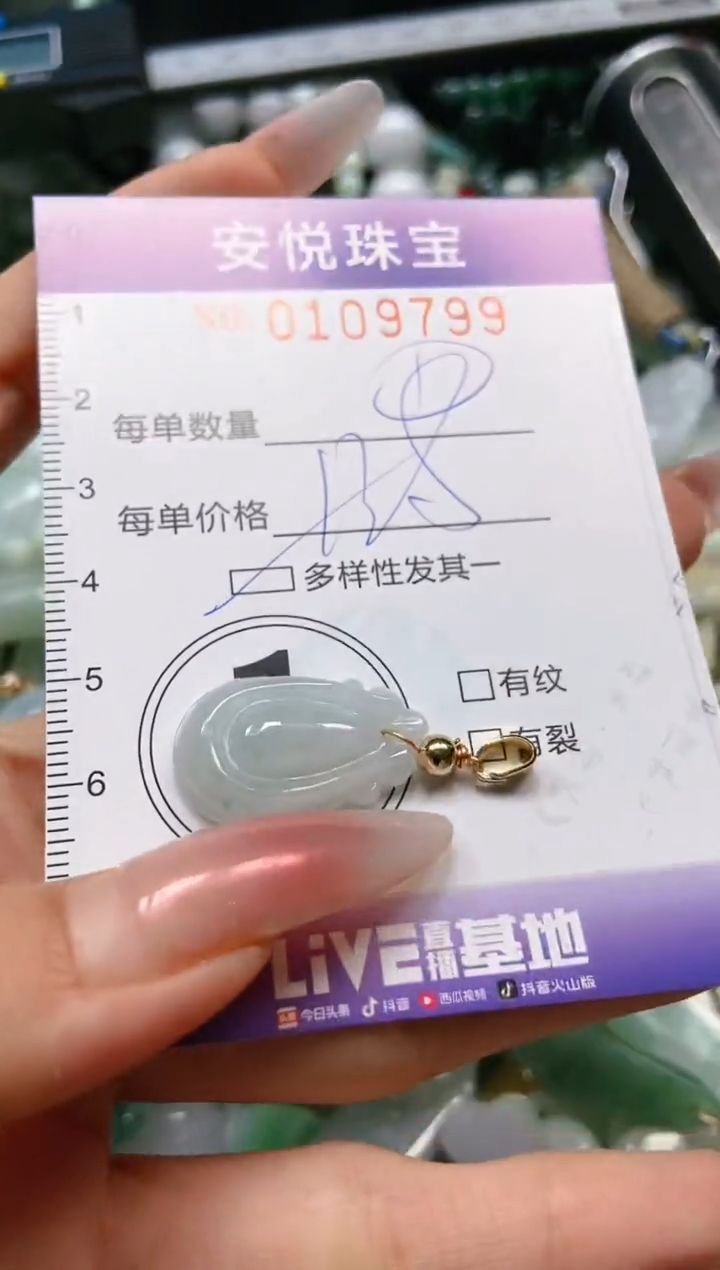 安悦珠宝
NO.0109799
1
2
每单数量
3
每单价格
4
多样性发其一
5
1
有纹
有裂
6
LiVE直播基地
今日头条 抖音 西瓜视频 抖音火山版